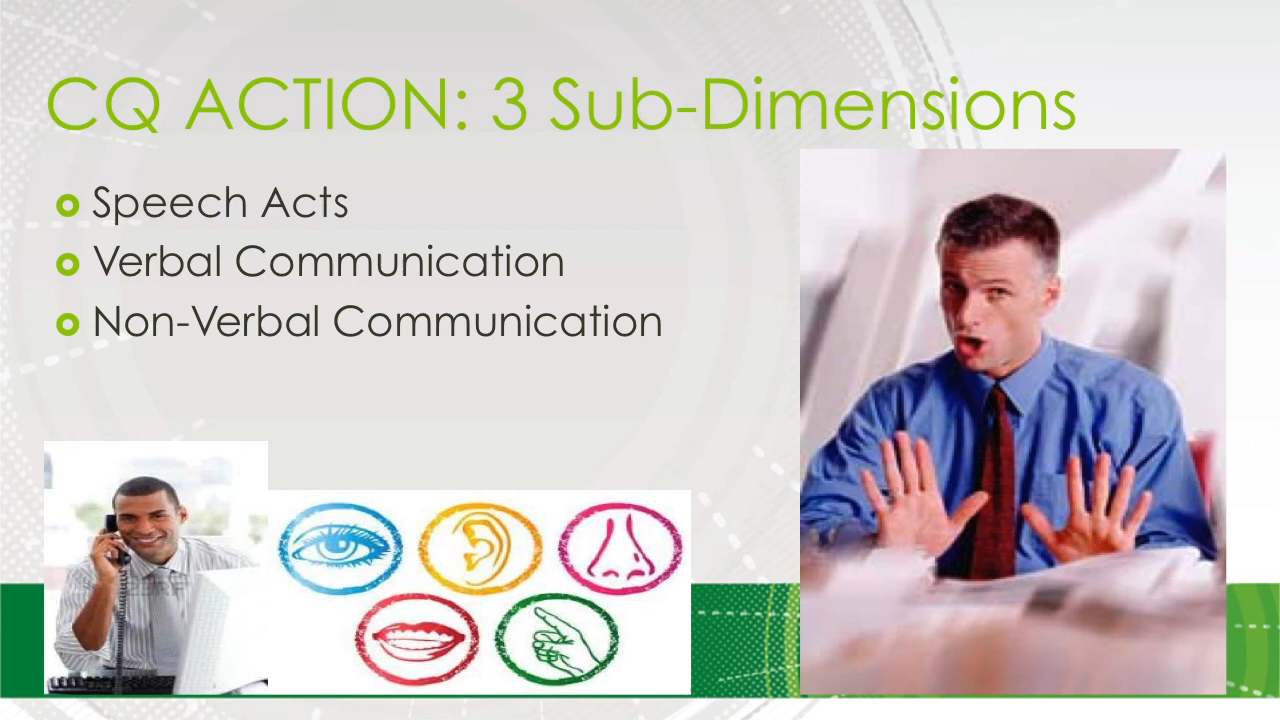 CQ ACTION: 3 Sub-Dimensions
Speech Acts
Verbal Communication
Non-Verbal Communication